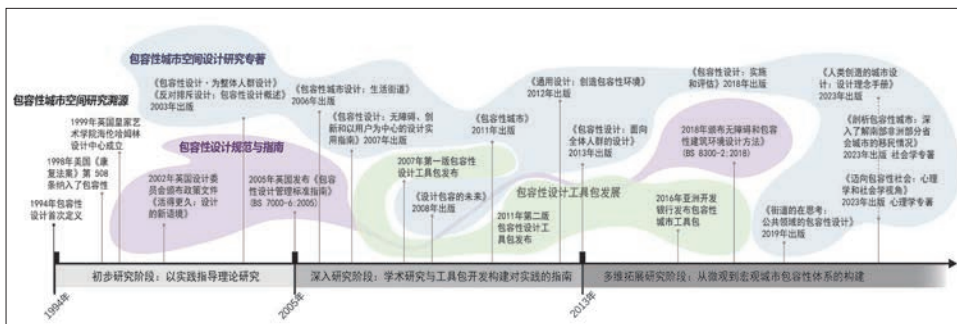 包容性城市空间研究溯源
1994年包容性
设计首次定义
1998年美国《康
复法案》第 508
条纳入了包容性
1999年英国皇家艺
术学院海伦哈姆林
设计中心成立
包容性城市空间设计研究专著
《包容性设计·为整体人群设计》
《反对排斥设计：包容性设计概述》
2003年出版
《包容性城市设计：生活街道》
2006年出版
《包容性设计：无障碍、创
新和以用户为中心的设计实
用指南》2007年出版
《设计包容的未来》
2008年出版
《包容性城市》
2011年出版
《通用设计：创造包容性环境》
2012年出版
《包容性设计：面向
全体人群的设计》
2013年出版
《包容性设计：实施
和评估》2018年出版
《街道的在思考：
公共领域的包容性设计》
2019年出版
《人类创造的城市设
计：设计理念手册》
2023年出版
《剖析包容性城市：深
入了解南部非洲部分省
会城市的移民情况》
2023年出版 社会学专著
《迈向包容性社会：心理
学和社会学视角》
2023年出版 心理学专著
包容性设计规范与指南
2002年英国设计委
员会颁布政策文件
《活得更久：设计
的新语境》
2005年英国发布《包容
性设计管理标准指南》
(BS 7000-6:2005)
2018年颁布无障碍和包容
性建筑环境设计方法》
(BS 8300-2:2018)
包容性设计工具包发展
2007年第一版包容性
设计工具包发布
2011年第二版
包容性设计工
具包发布
2016年亚洲开发
银行发布包容性
城市工具包
初步研究阶段：以实践指导理论研究
深入研究阶段：学术研究与工具包开发构建对实践的指南
多维拓展研究阶段：从微观到宏观城市包容性体系的构建
1994年
2005年
2013年